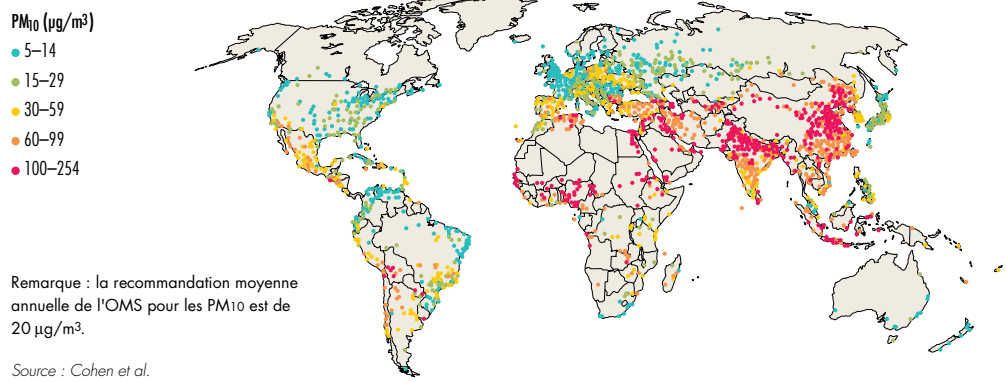 PM10 (μg/m³)
5–14
15–29
30–59
60–99
100–254
Remarque : la recommandation moyenne
annuelle de l'OMS pour les PM10 est de
20 μg/m³.
Source : Cohen et al.